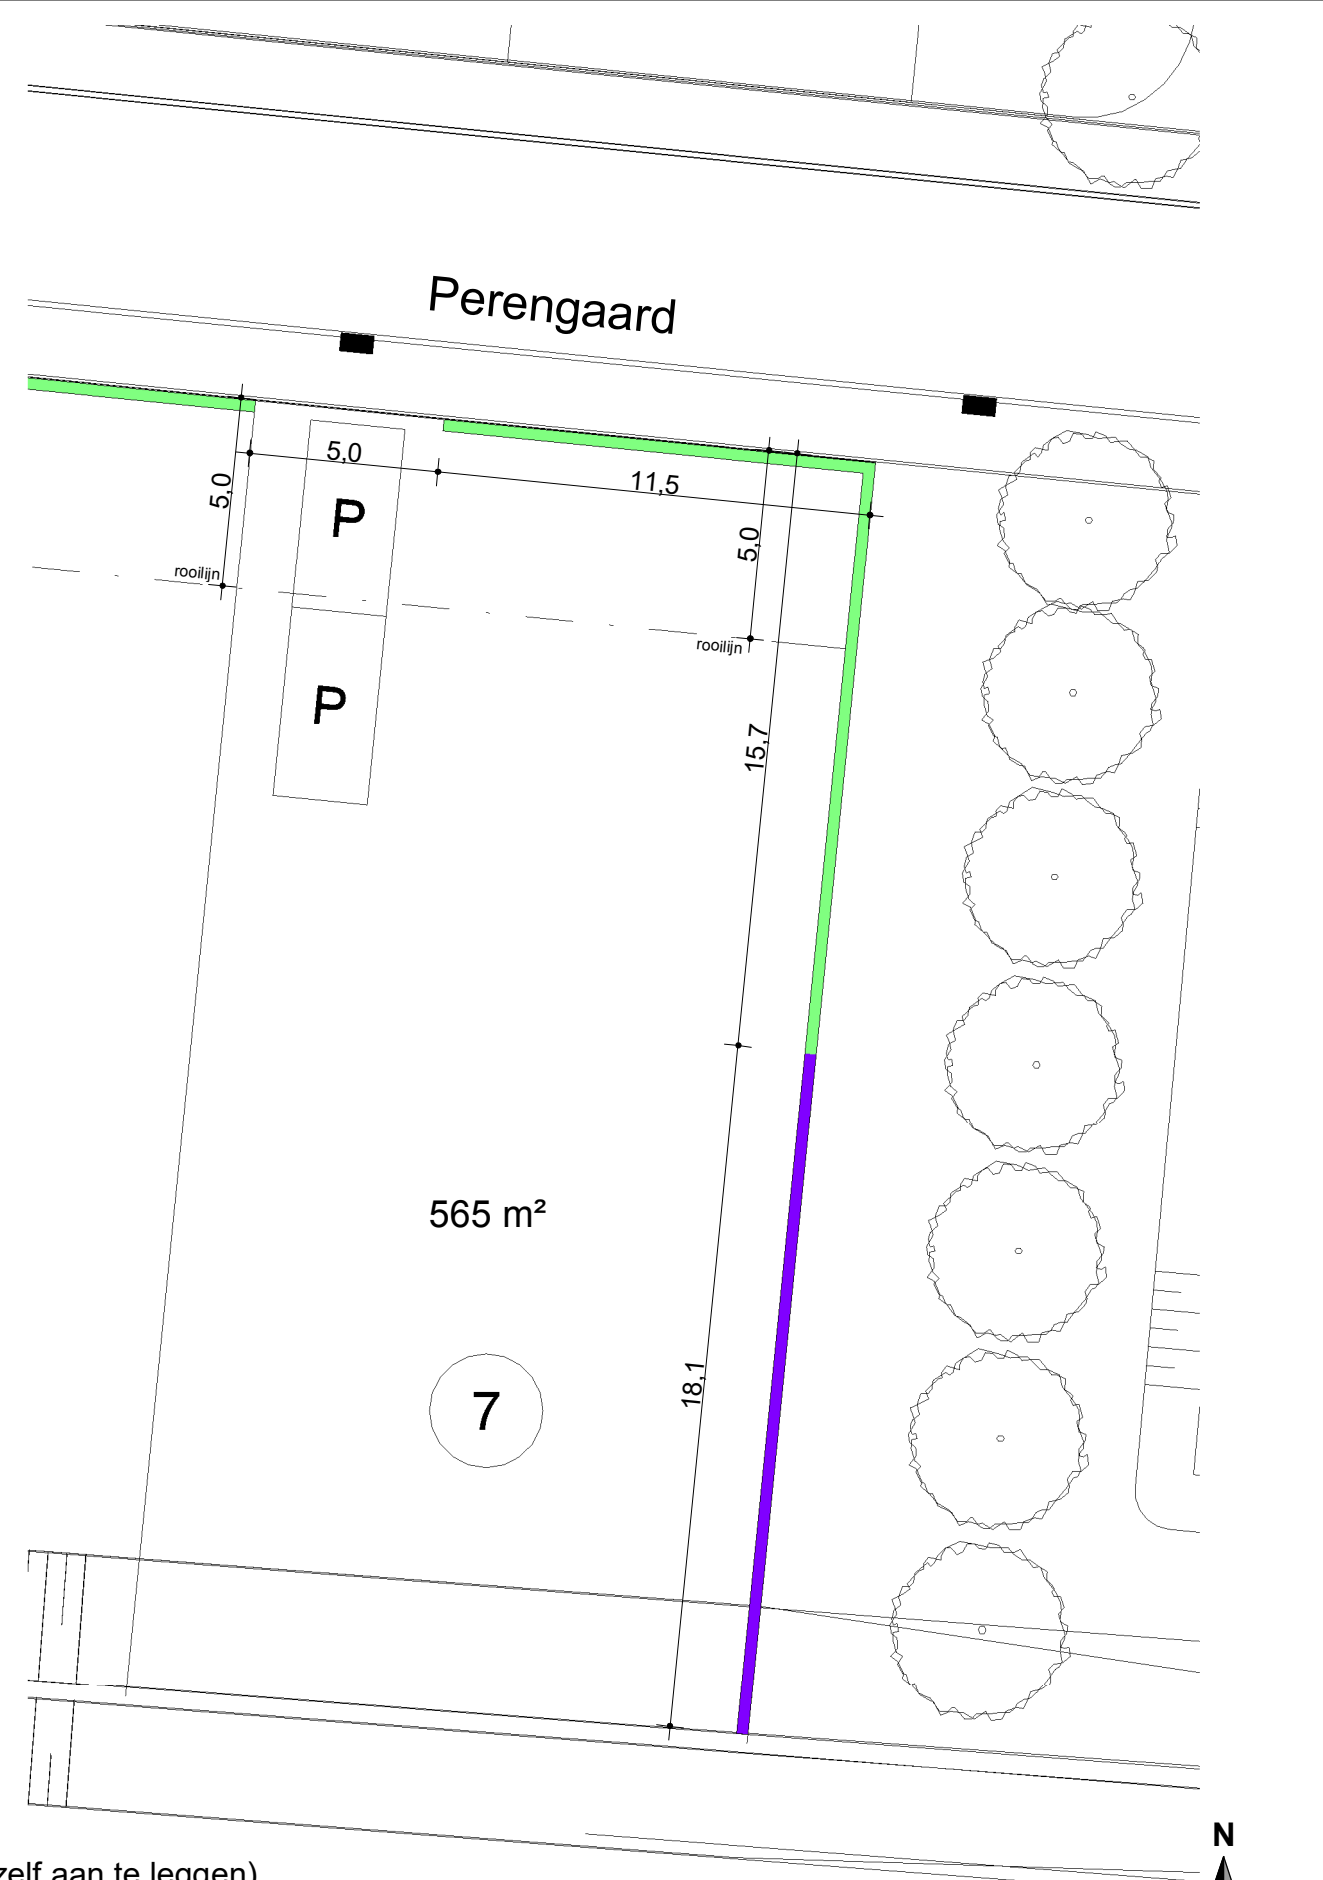 Perengaard
5,0
11,5
5,0
P
5,0
rooilijn
rooilijn
P
15,7
565 m²
18,1
7
N
zelf aan te leggen)